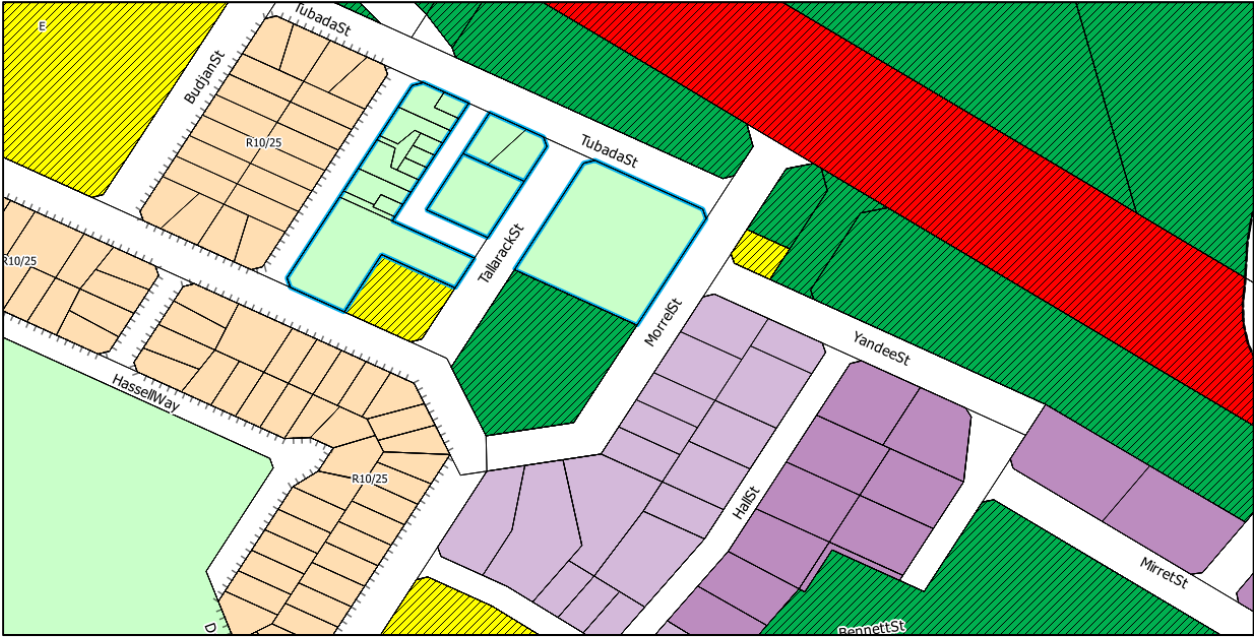 E
TubadaSt
BudjanSt
R10/25
TubadaSt
TallarackSt
R10/25
MorrelSt
YandeeSt
HassellWay
R10/25
HallSt
MirretSt
D
BennettSt